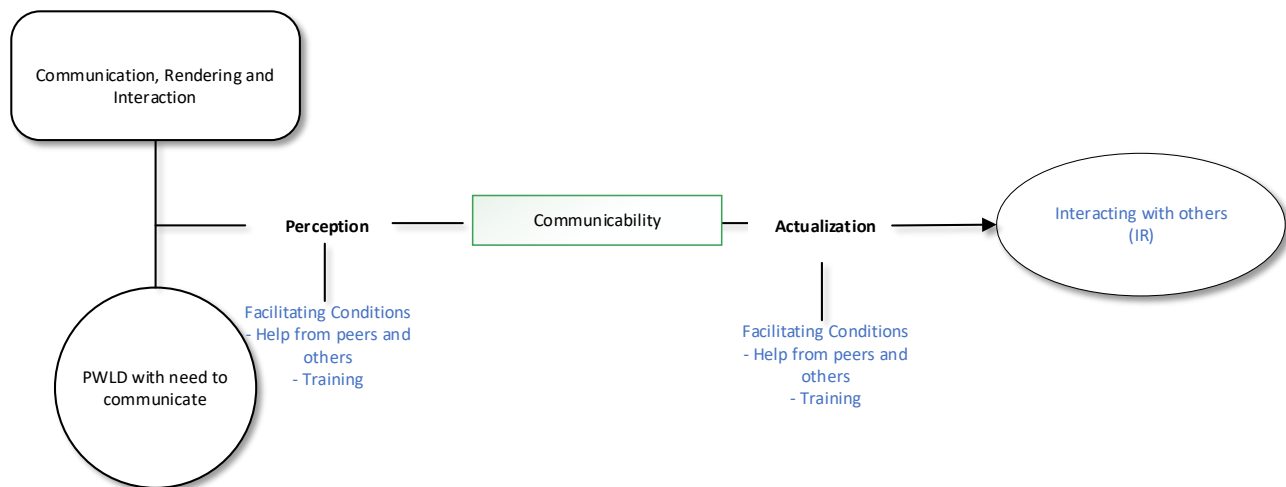 Communication, Rendering and
Interaction
Perception
Communicability
Actualization
Interacting with others
(IR)
Facilitating Conditions
- Help from peers and
others
- Training
Facilitating Conditions
- Help from peers and
others
- Training
PWLD with need to
communicate